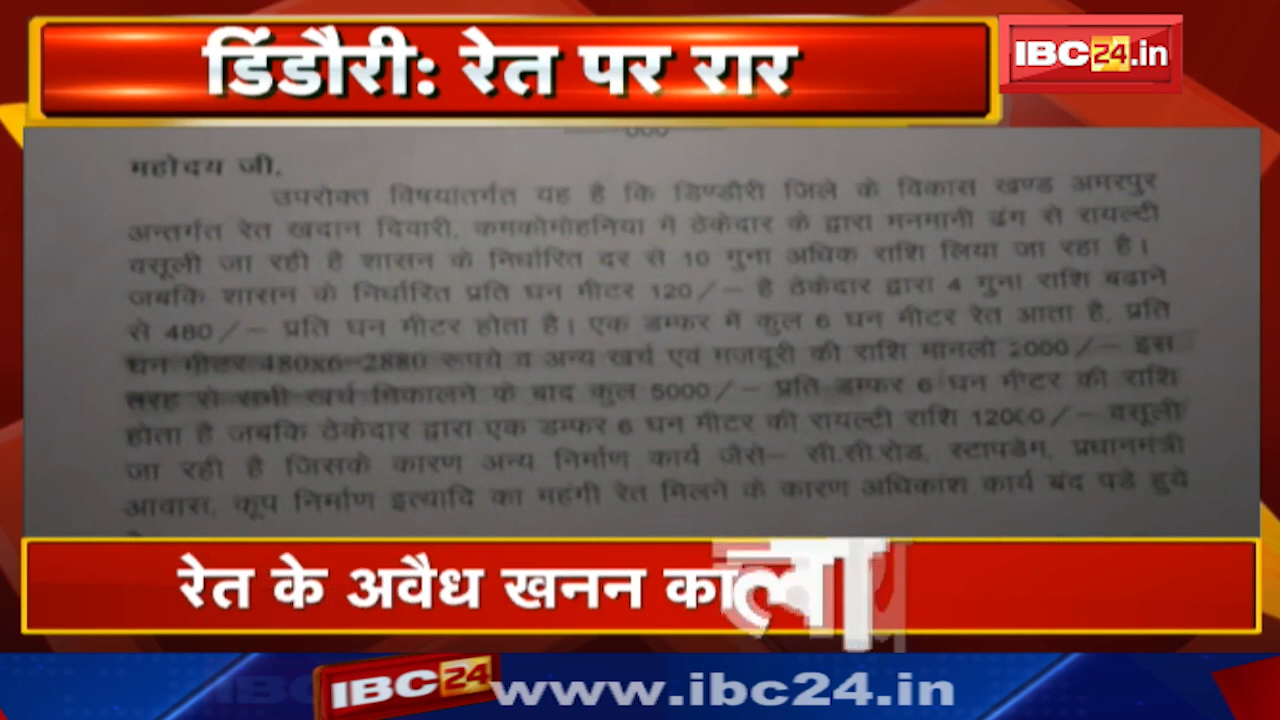 डिंडौरी: रेत पर रार
IBC24.in
महोदय जी,
उपरोक्त विषयांतर्गत यह है कि डिण्डौरी जिले के विकास खण्ड अमरपुर
अन्तर्गत रेत खदान दिवारी, कमकोमोहनिया में ठेकेदार के द्वारा मनमानी ढंग से रायल्टी
वसूली जा रही है शासन के निर्धारित दर से 10 गुना अधिक राशि लिया जा रहा है।
जबकि शासन के निर्धारित प्रति घन मीटर 120/– है ठेकेदार द्वारा 4 गुना राशि बढाने
से 480/– प्रति घन मीटर होता है। एक डम्फर में कुल 6 घन मीटर रेत आता है, प्रति
घन मीटर 480x6=2880 रूपये व अन्य खर्च एवं मजदूरी की राशि मानलो 2000/– इस
तरह से सभी खर्च निकालने के बाद कुल 5000/– प्रति डम्फर 6 घन मीटर की राशि
होता है जबकि ठेकेदार द्वारा एक डम्फर 6 घन मीटर की रायल्टी राशि 12000/– वसूली
जा रही है जिसके कारण अन्य निर्माण कार्य जैसे– सी.सी.रोड, स्टापडेम, प्रधानमंत्री
आवास, कूप निर्माण इत्यादि का महंगी रेत मिलने के कारण अधिकांश कार्य बंद पडे हुये
रेत के अवैध खनन का
IBC24 www.ibc24.in